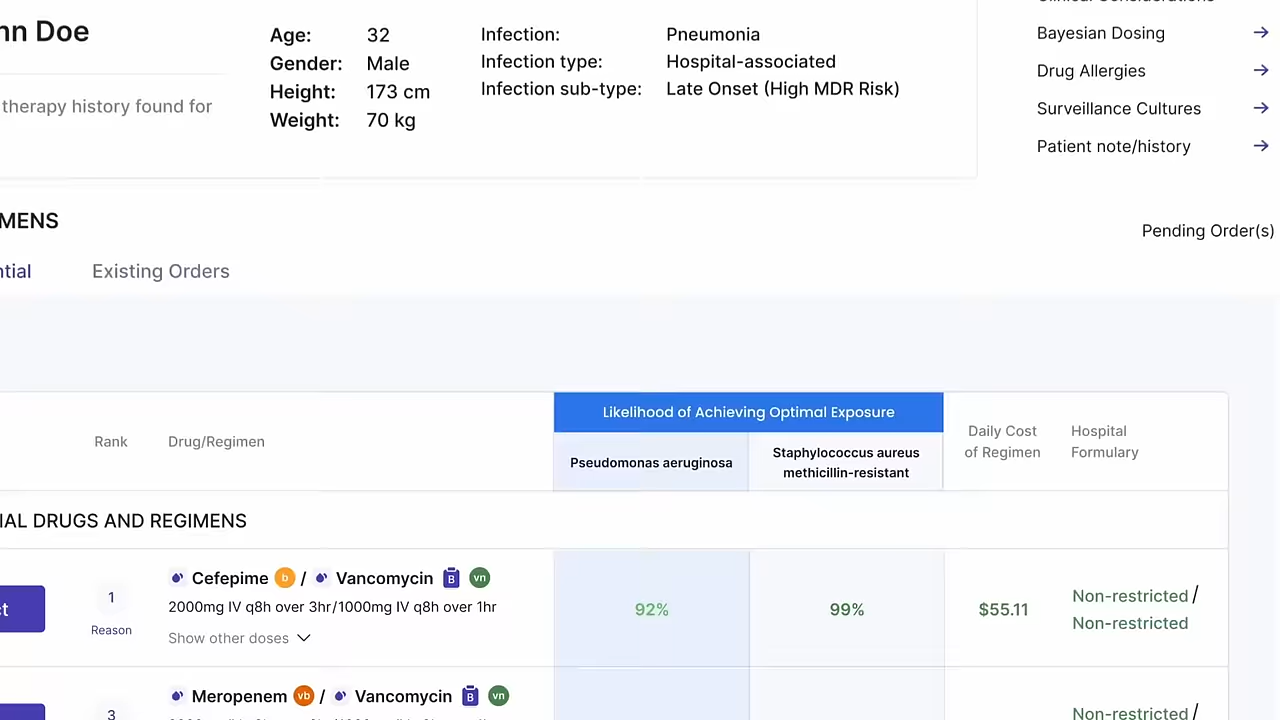 nn Doe
therapy history found for
Age: 32
Gender: Male
Height: 173 cm
Weight: 70 kg
Infection: Pneumonia
Infection type: Hospital-associated
Infection sub-type: Late Onset (High MDR Risk)
Clinical Considerations
Bayesian Dosing
Drug Allergies
Surveillance Cultures
Patient note/history
MENS
Pending Order(s)
ntial
Existing Orders
Rank
Drug/Regimen
Likelihood of Achieving Optimal Exposure
Pseudomonas aeruginosa
Staphylococcus aureus
methicillin-resistant
Daily Cost
of Regimen
Hospital
Formulary
IAL DRUGS AND REGIMENS
ct
1
Reason
Cefepime b / Vancomycin B vn
2000mg IV q8h over 3hr/1000mg IV q8h over 1hr
Show other doses
92%
99%
$55.11
Non-restricted /
Non-restricted
3
Meropenem vb / Vancomycin B vn
Non-restricted /